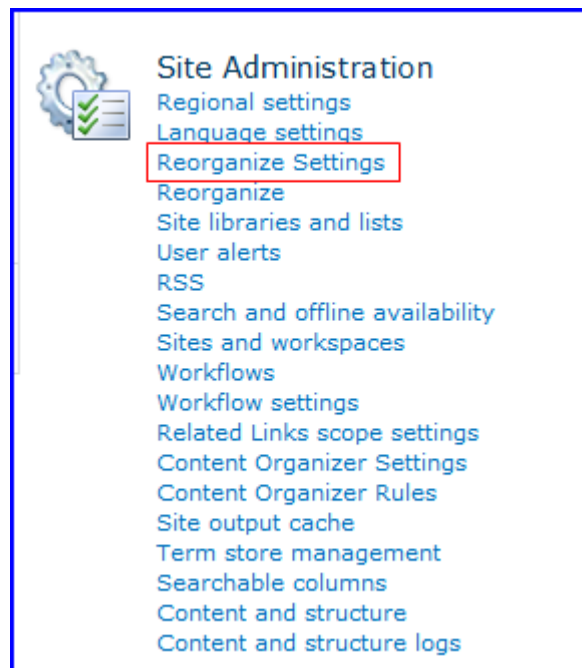 Site Administration
Regional settings
Language settings
Reorganize Settings
Reorganize
Site libraries and lists
User alerts
RSS
Search and offline availability
Sites and workspaces
Workflows
Workflow settings
Related Links scope settings
Content Organizer Settings
Content Organizer Rules
Site output cache
Term store management
Searchable columns
Content and structure
Content and structure logs